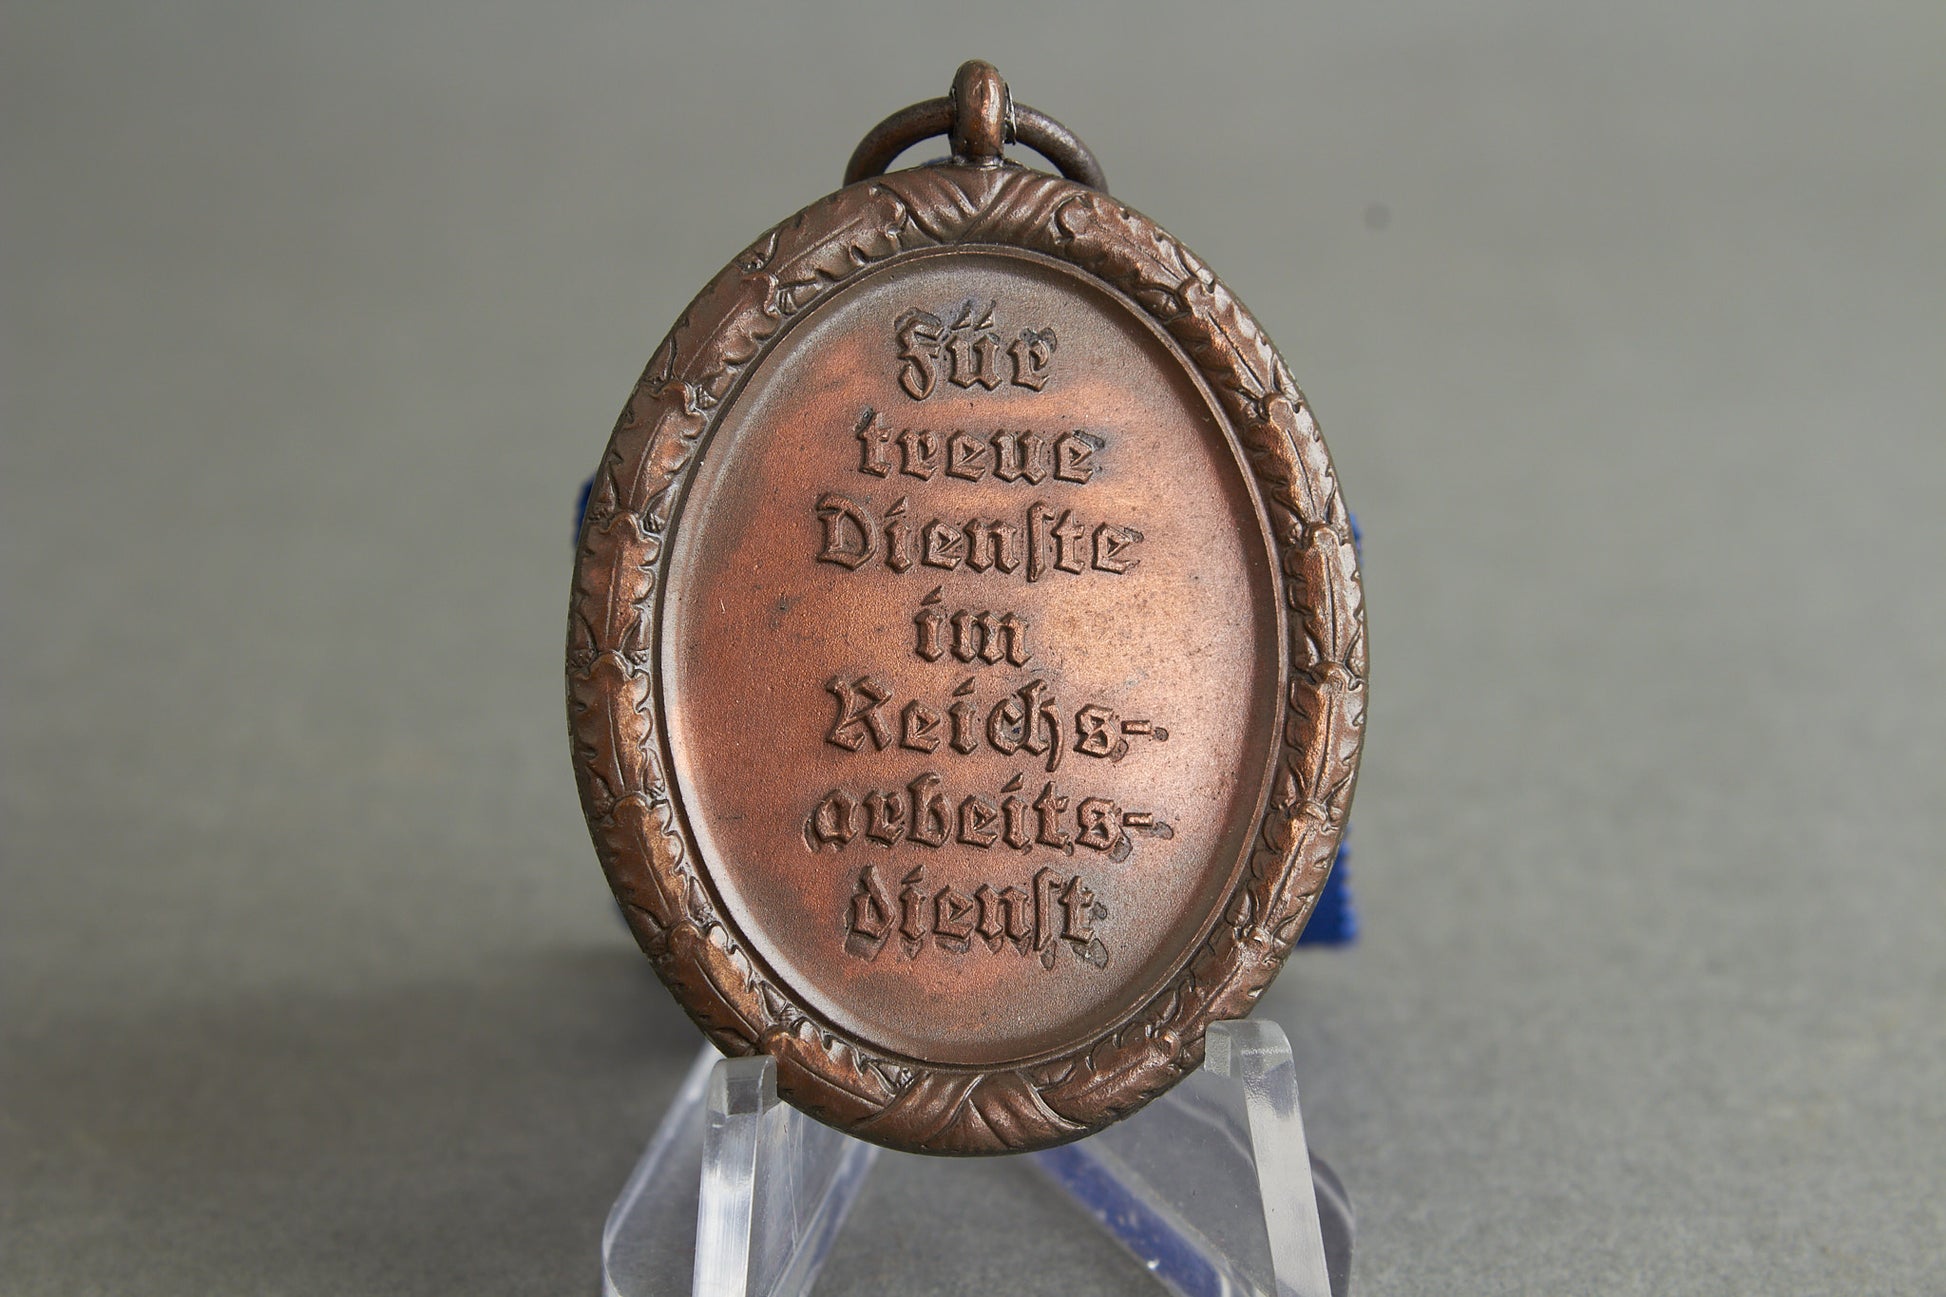 Für
treue
Dienſte
im
Reichs-
arbeits-
dienſt